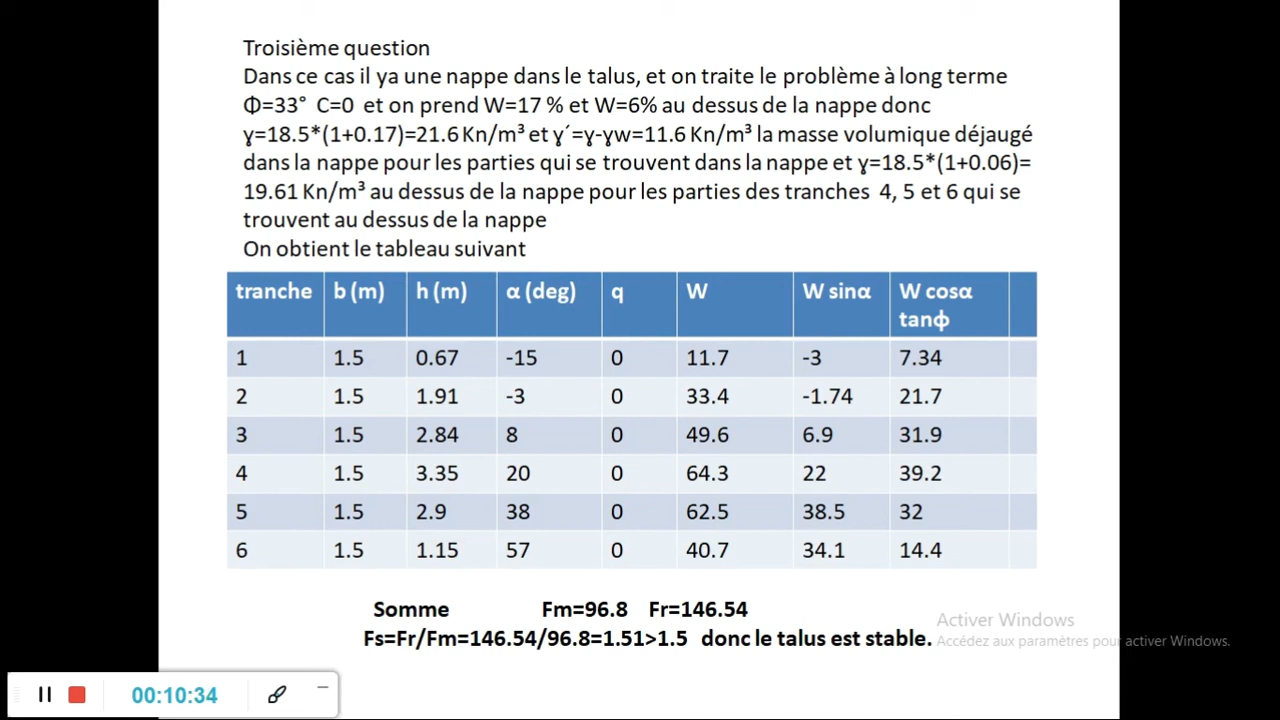 Troisième question
Dans ce cas il ya une nappe dans le talus, et on traite le problème à long terme
Φ=33° C=0 et on prend W=17 % et W=6% au dessus de la nappe donc
ɣ=18.5*(1+0.17)=21.6 Kn/m³ et ɣ´=ɣ-ɣw=11.6 Kn/m³ la masse volumique déjaugé
dans la nappe pour les parties qui se trouvent dans la nappe et ɣ=18.5*(1+0.06)=
19.61 Kn/m³ au dessus de la nappe pour les parties des tranches 4, 5 et 6 qui se
trouvent au dessus de la nappe
On obtient le tableau suivant
tranche b (m) h (m) α (deg) q W W sinα W cosα
tanφ
1 1.5 0.67 -15 0 11.7 -3 7.34
2 1.5 1.91 -3 0 33.4 -1.74 21.7
3 1.5 2.84 8 0 49.6 6.9 31.9
4 1.5 3.35 20 0 64.3 22 39.2
5 1.5 2.9 38 0 62.5 38.5 32
6 1.5 1.15 57 0 40.7 34.1 14.4
Somme Fm=96.8 Fr=146.54
Fs=Fr/Fm=146.54/96.8=1.51>1.5 donc le talus est stable.
Activer Windows
Accédez aux paramètres pour activer Windows.
00:10:34